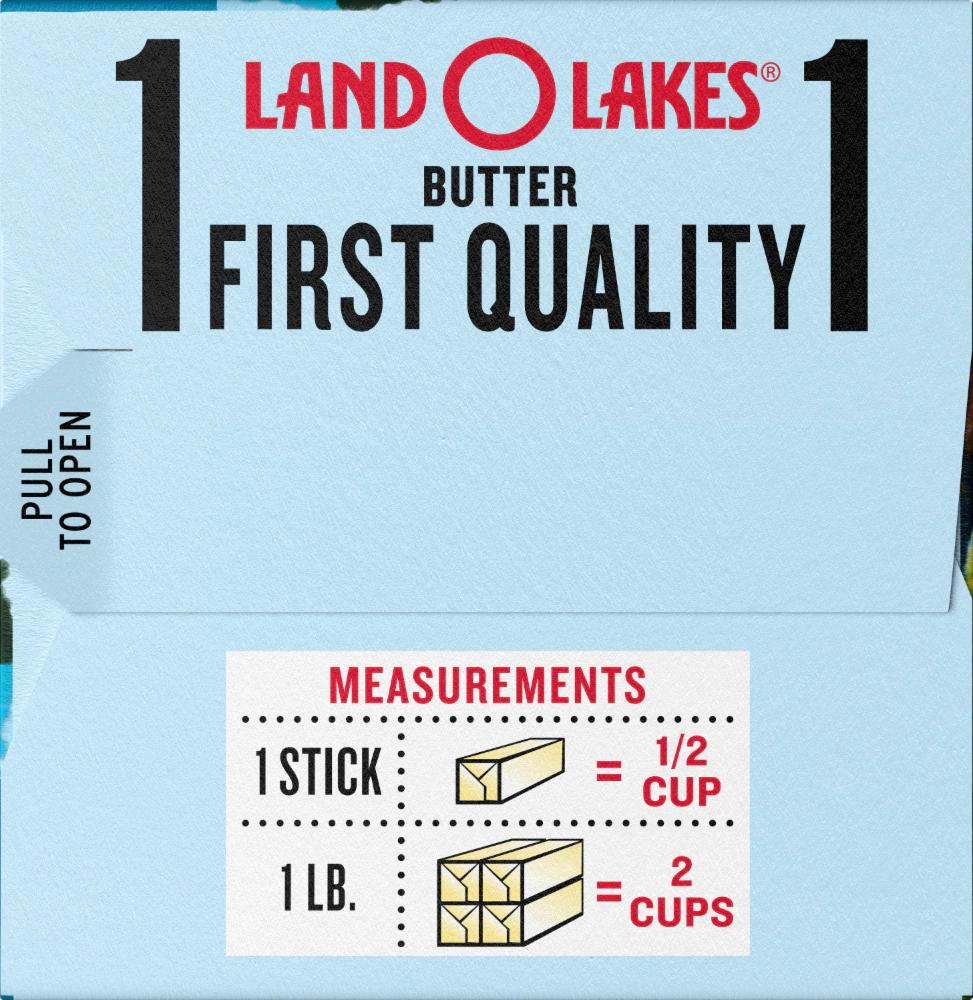 1 LAND O LAKES® 1
BUTTER
FIRST QUALITY
PULL
TO OPEN
MEASUREMENTS
1 STICK = 1/2 CUP
1 LB. = 2 CUPS